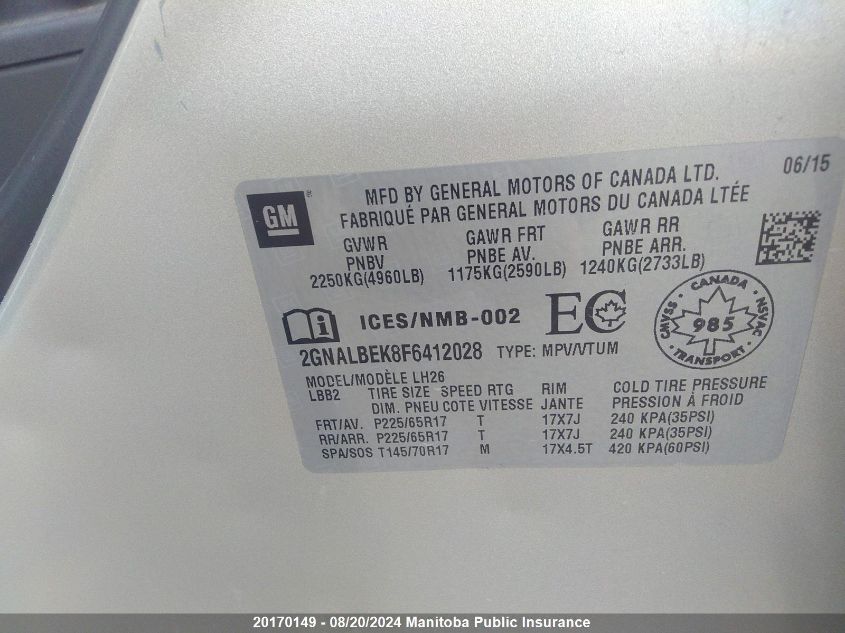 06/15
GM ®
MFD BY GENERAL MOTORS OF CANADA LTD.
FABRIQUÉ PAR GENERAL MOTORS DU CANADA LTÉE
GVWR GAWR FRT GAWR RR
PNBV PNBE AV. PNBE ARR.
2250KG(4960LB) 1175KG(2590LB) 1240KG(2733LB)
ICES/NMB-002 EC
CANADA
CMVSS 985 NSVAC
TRANSPORT
2GNALBEK8F6412028 TYPE: MPV/VTUM
MODEL/MODÈLE LH26
LBB2 TIRE SIZE SPEED RTG RIM COLD TIRE PRESSURE
DIM. PNEU COTE VITESSE JANTE PRESSION À FROID
FRT/AV. P225/65R17 T 17X7J 240 KPA(35PSI)
RR/ARR. P225/65R17 T 17X7J 240 KPA(35PSI)
SPA/SOS T145/70R17 M 17X4.5T 420 KPA(60PSI)
20170149 - 08/20/2024 Manitoba Public Insurance